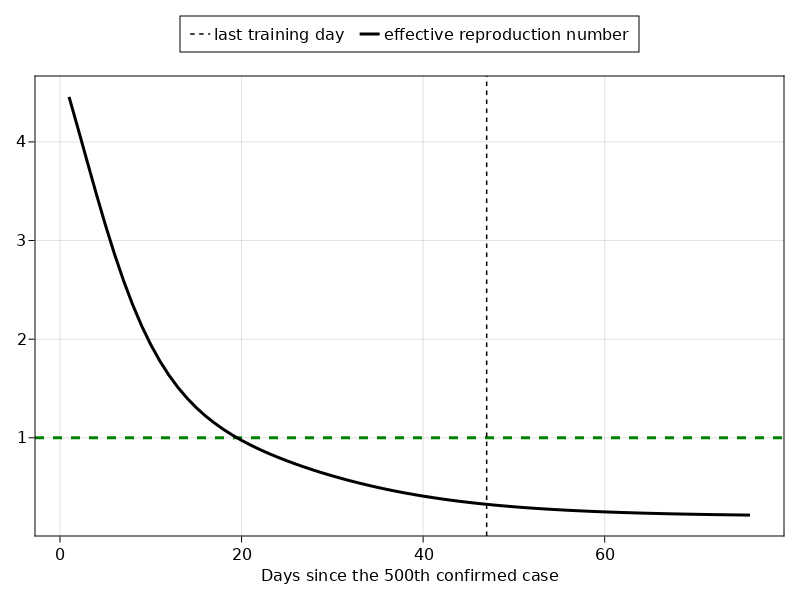 last training day effective reproduction number
4
3
2
1
0 20 40 60
Days since the 500th confirmed case